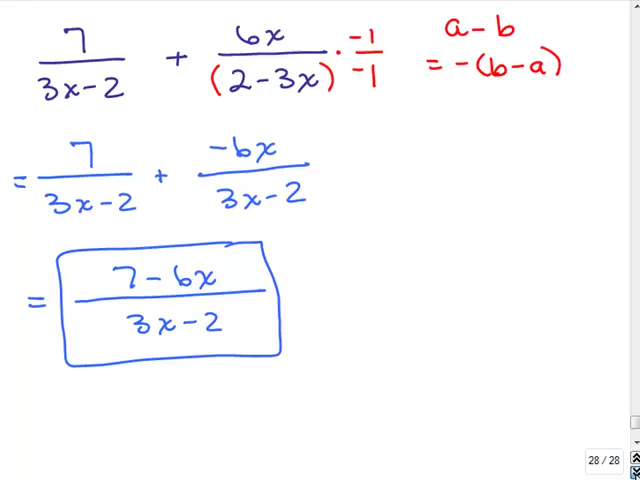 7/(3x-2) + 6x/(2-3x) · -1/-1
a - b
= -(b-a)
= 7/(3x-2) + -6x/(3x-2)
= (7-6x)/(3x-2)
28 / 28